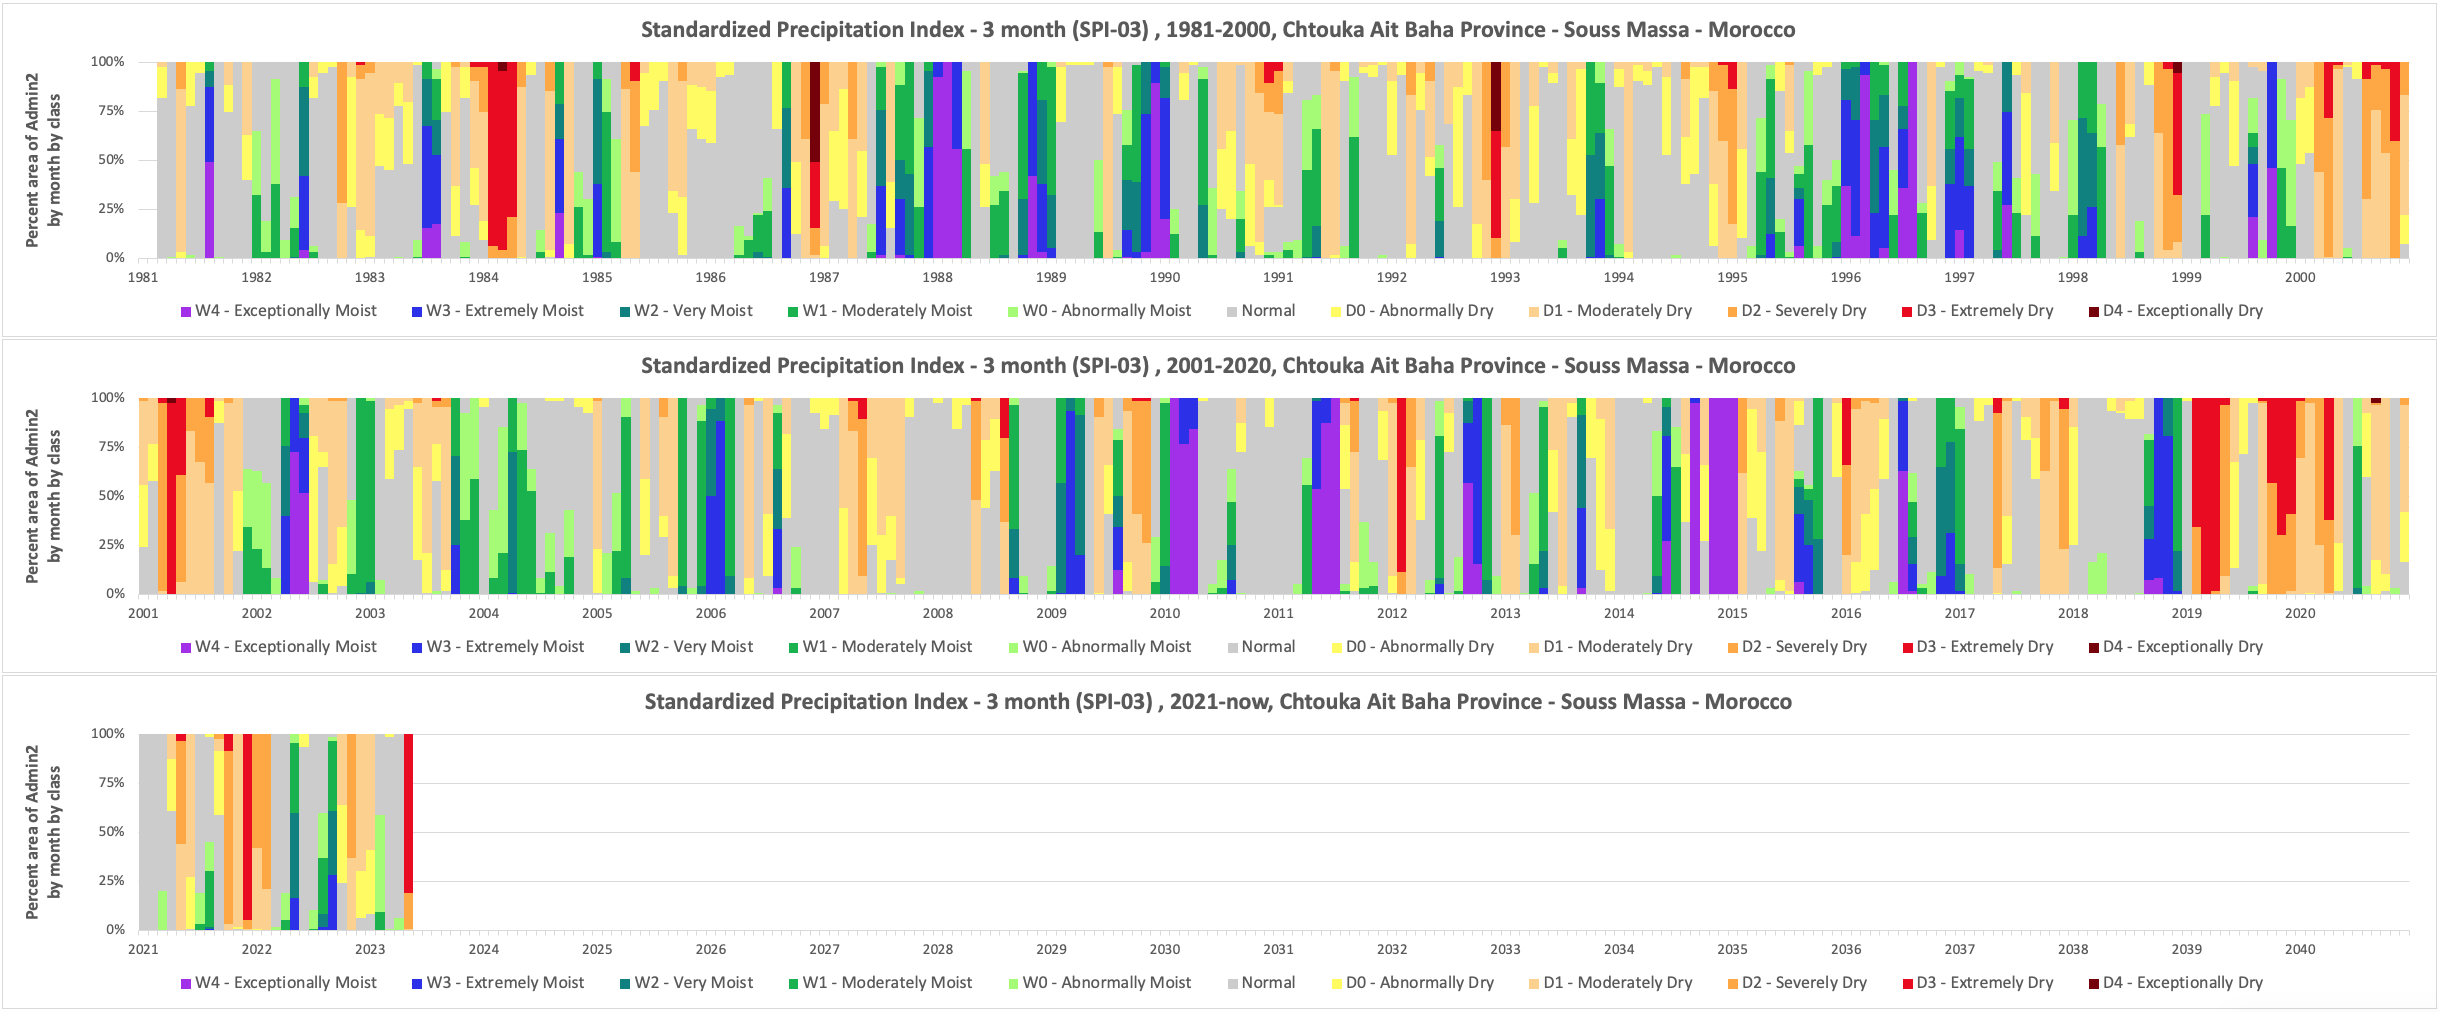 Standardized Precipitation Index - 3 month (SPI-03) , 1981-2000, Chtouka Ait Baha Province - Souss Massa - Morocco
Percent area of Admin2
by month by class
100%
75%
50%
25%
0%
1981 1982 1983 1984 1985 1986 1987 1988 1989 1990 1991 1992 1993 1994 1995 1996 1997 1998 1999 2000
W4 - Exceptionally Moist W3 - Extremely Moist W2 - Very Moist W1 - Moderately Moist W0 - Abnormally Moist Normal D0 - Abnormally Dry D1 - Moderately Dry D2 - Severely Dry D3 - Extremely Dry D4 - Exceptionally Dry
Standardized Precipitation Index - 3 month (SPI-03) , 2001-2020, Chtouka Ait Baha Province - Souss Massa - Morocco
Percent area of Admin2
by month by class
100%
75%
50%
25%
0%
2001 2002 2003 2004 2005 2006 2007 2008 2009 2010 2011 2012 2013 2014 2015 2016 2017 2018 2019 2020
W4 - Exceptionally Moist W3 - Extremely Moist W2 - Very Moist W1 - Moderately Moist W0 - Abnormally Moist Normal D0 - Abnormally Dry D1 - Moderately Dry D2 - Severely Dry D3 - Extremely Dry D4 - Exceptionally Dry
Standardized Precipitation Index - 3 month (SPI-03) , 2021-now, Chtouka Ait Baha Province - Souss Massa - Morocco
Percent area of Admin2
by month by class
100%
75%
50%
25%
0%
2021 2022 2023 2024 2025 2026 2027 2028 2029 2030 2031 2032 2033 2034 2035 2036 2037 2038 2039 2040
W4 - Exceptionally Moist W3 - Extremely Moist W2 - Very Moist W1 - Moderately Moist W0 - Abnormally Moist Normal D0 - Abnormally Dry D1 - Moderately Dry D2 - Severely Dry D3 - Extremely Dry D4 - Exceptionally Dry